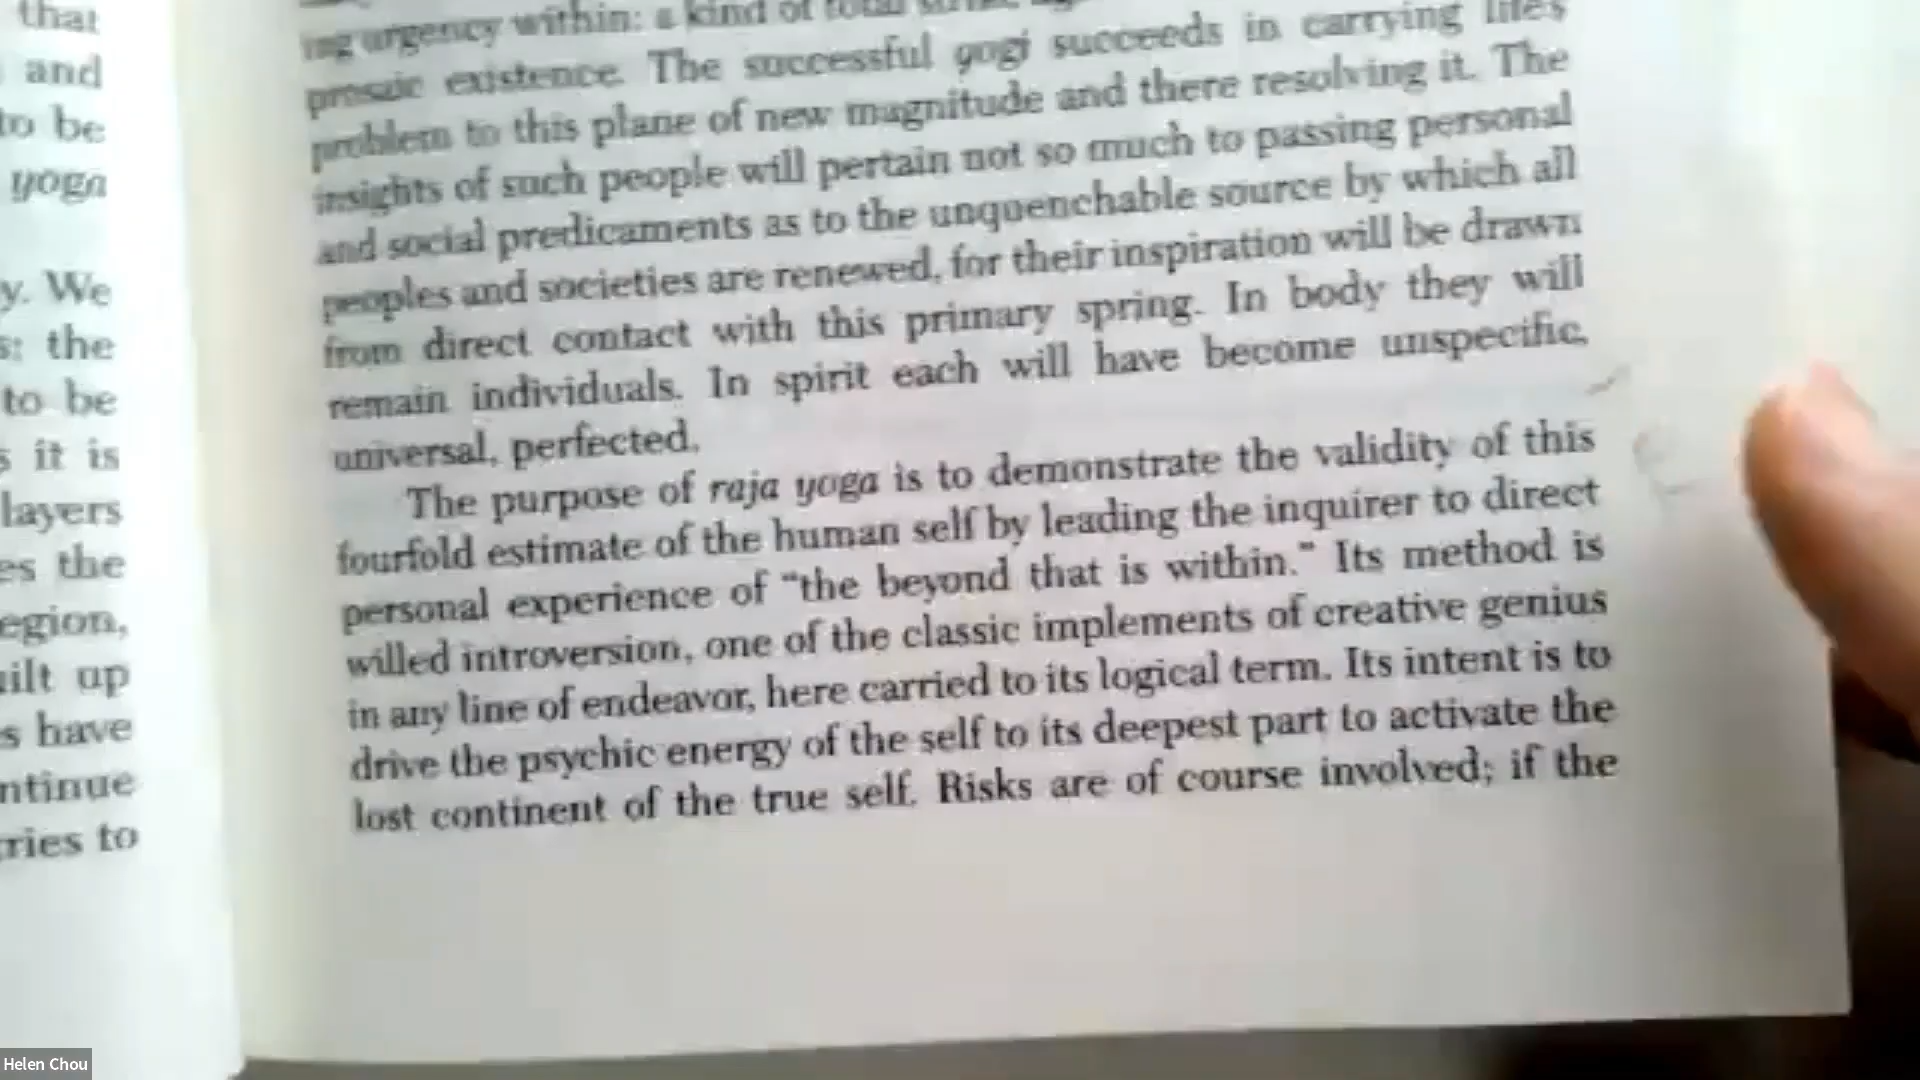 that
and
to be
yoga
y. We
s: the
to be
s it is
layers
es the
egion,
uilt up
s have
ntinue
ries to
ing urgency within: a kind of total
prosaic existence. The successful yogi succeeds in carrying life's
problem to this plane of new magnitude and there resolving it. The
insights of such people will pertain not so much to passing personal
and social predicaments as to the unquenchable source by which all
peoples and societies are renewed, for their inspiration will be drawn
from direct contact with this primary spring. In body they will
remain individuals. In spirit each will have become unspecific,
universal, perfected.
The purpose of raja yoga is to demonstrate the validity of this
fourfold estimate of the human self by leading the inquirer to direct
personal experience of "the beyond that is within." Its method is
willed introversion, one of the classic implements of creative genius
in any line of endeavor, here carried to its logical term. Its intent is to
drive the psychic energy of the self to its deepest part to activate the
lost continent of the true self. Risks are of course involved; if the
Helen Chou